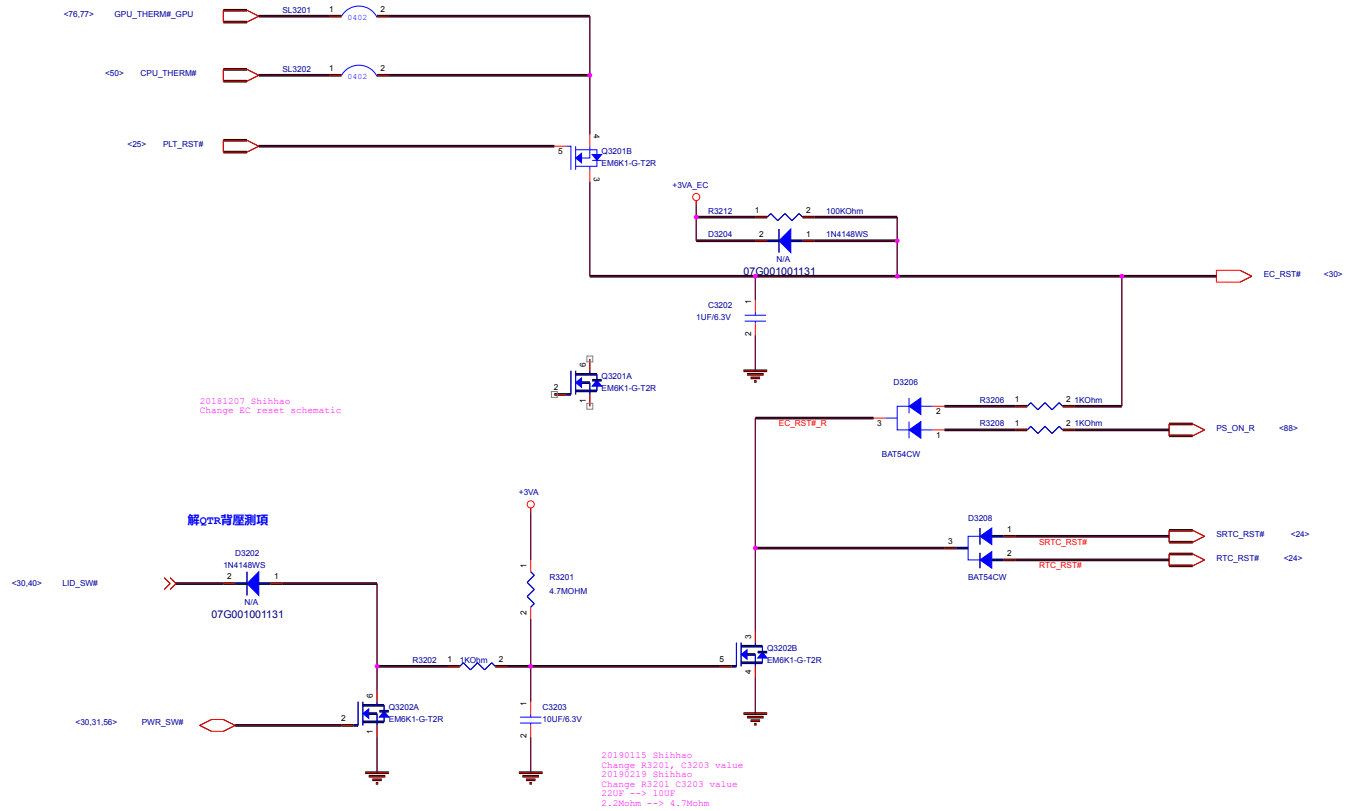 <76,77> GPU_THERM#_GPU SL3201 1 0402 2
<50> CPU_THERM# SL3202 1 0402 2
<25> PLT_RST# 5 4 3 Q3201B
EM6K1-G-T2R
+3VA_EC
R3212 1 2 100KOhm
D3204 2 1 1N4148WS
N/A
07G001001131
EC_RST# <30>
C3202
1UF/6.3V
1
2
6
2
1
Q3201A
EM6K1-G-T2R
20181207 Shihhao
Change EC reset schematic
D3206
EC_RST#_R 3 2 R3206 1 2 1KOhm
1 R3208 1 2 1KOhm PS_ON_R <88>
BAT54CW
+3VA
解QTR背壓測項
D3208
3 1 SRTC_RST# SRTC_RST# <24>
2 RTC_RST# RTC_RST# <24>
BAT54CW
D3202
1N4148WS
<30,40> LID_SW# 2 1
N/A
07G001001131
1
R3201
4.7MOHM
2
R3202 1 1KOhm 2
5 3 4 Q3202B
EM6K1-G-T2R
<30,31,56> PWR_SW# 2 6 1 Q3202A
EM6K1-G-T2R
1
C3203
10UF/6.3V
2
20190115 Shihhao
Change R3201, C3203 value
20190219 Shihhao
Change R3201 C3203 value
22UF --> 10UF
2.2Mohm --> 4.7Mohm